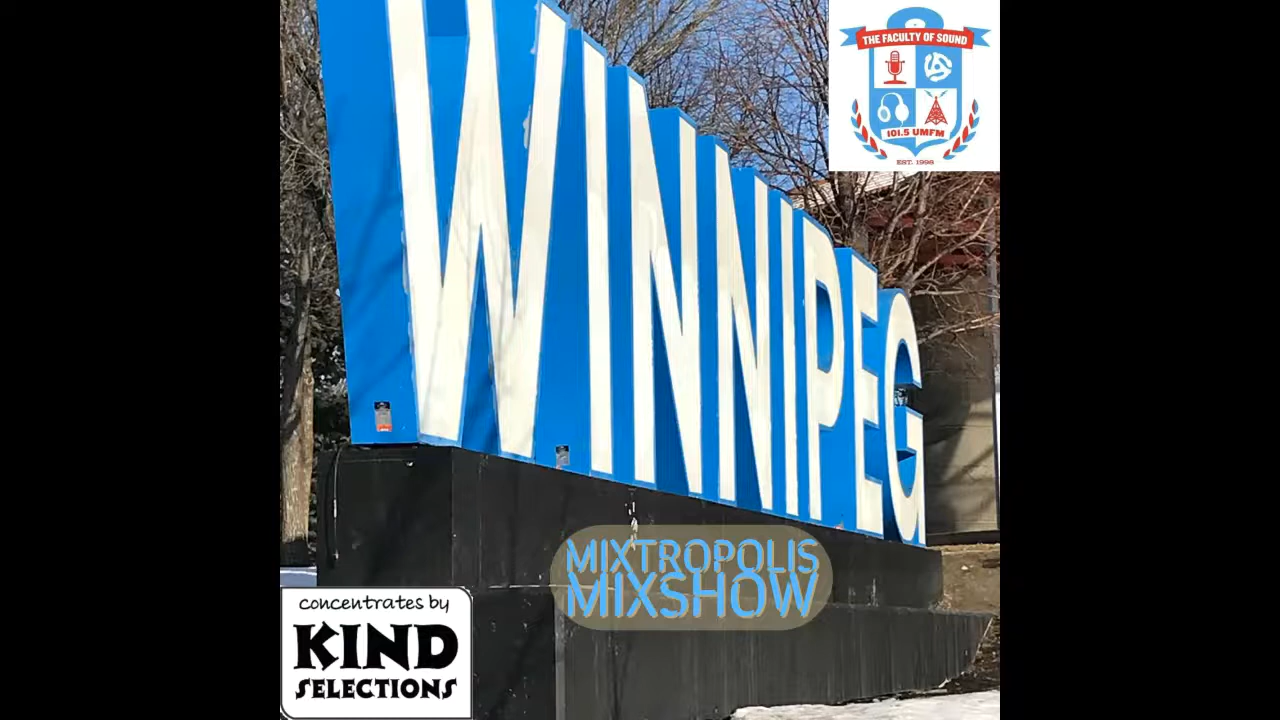 THE FACULTY OF SOUND
101.5 UMFM
EST. 1998
WINNIPEG
MIXTROPOLIS
MIXSHOW
concentrates by
KIND
SELECTIONS